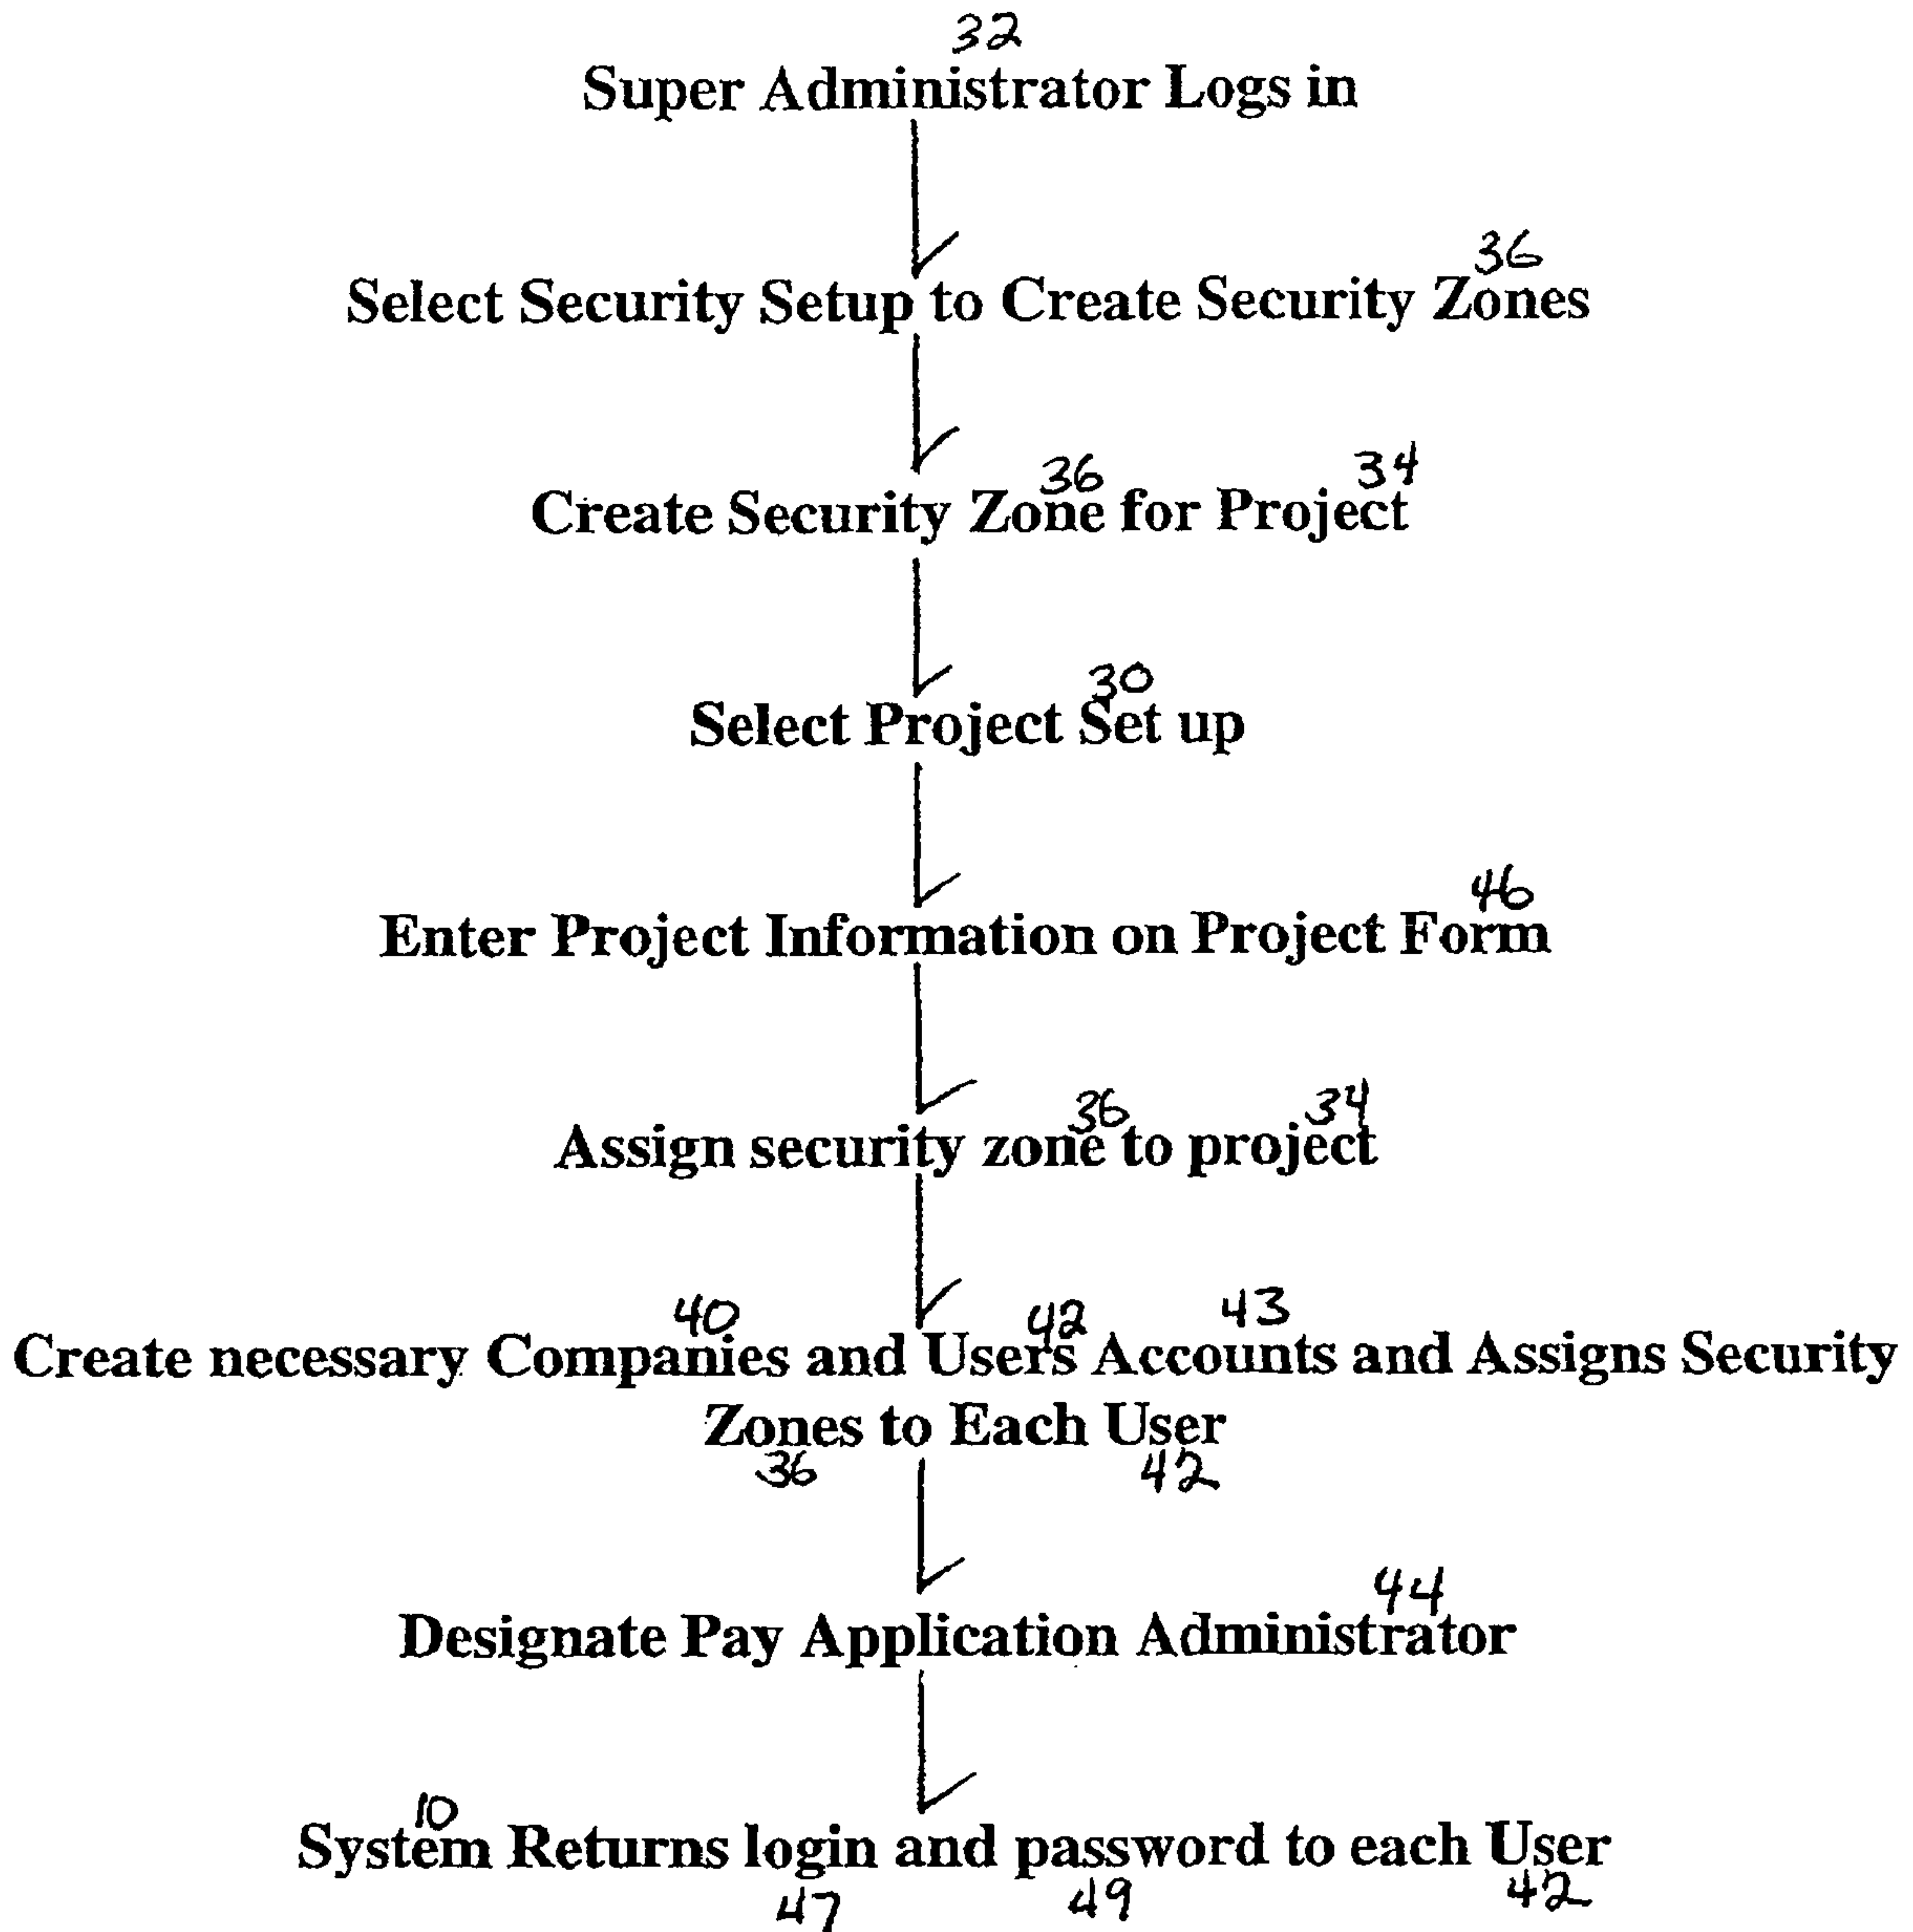 32
Super Administrator Logs in
36
Select Security Setup to Create Security Zones
36 34
Create Security Zone for Project
30
Select Project Set up
46
Enter Project Information on Project Form
36 34
Assign security zone to project
40 42 43
Create necessary Companies and Users Accounts and Assigns Security
Zones to Each User
36 42
44
Designate Pay Application Administrator
10
System Returns login and password to each User
47 49 42